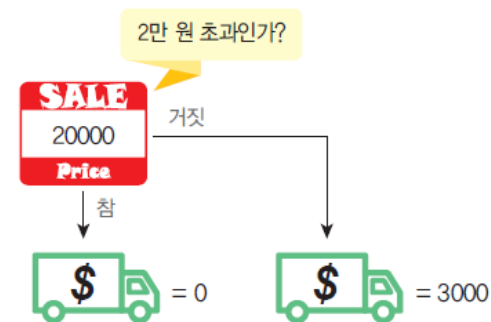 2만 원 초과인가?
SALE
20000
Price
거짓
참
$ = 0
$ = 3000